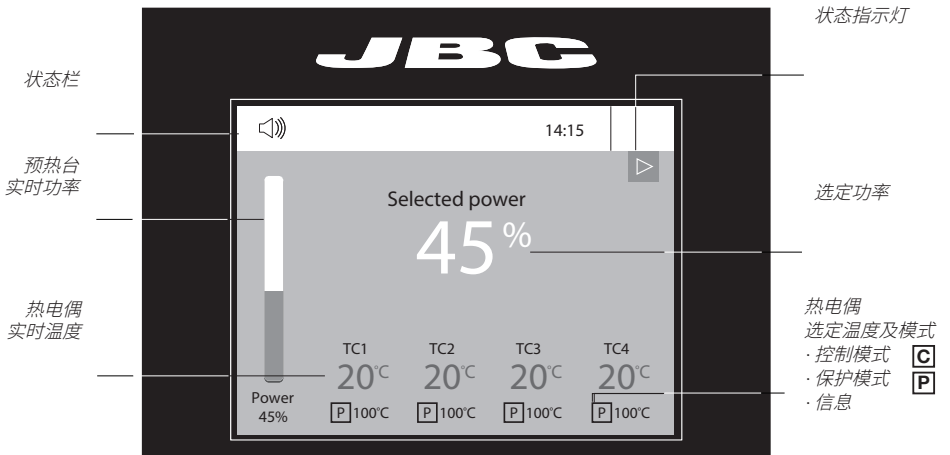 状态指示灯
JBC
状态栏
14:15
预热台
实时功率
Selected power
45%
选定功率
热电偶
实时温度
热电偶
选定温度及模式
·控制模式 C
·保护模式 P
·信息
TC1 TC2 TC3 TC4
20°C 20°C 20°C 20°C
Power
45%
P 100°C P 100°C P 100°C P 100°C